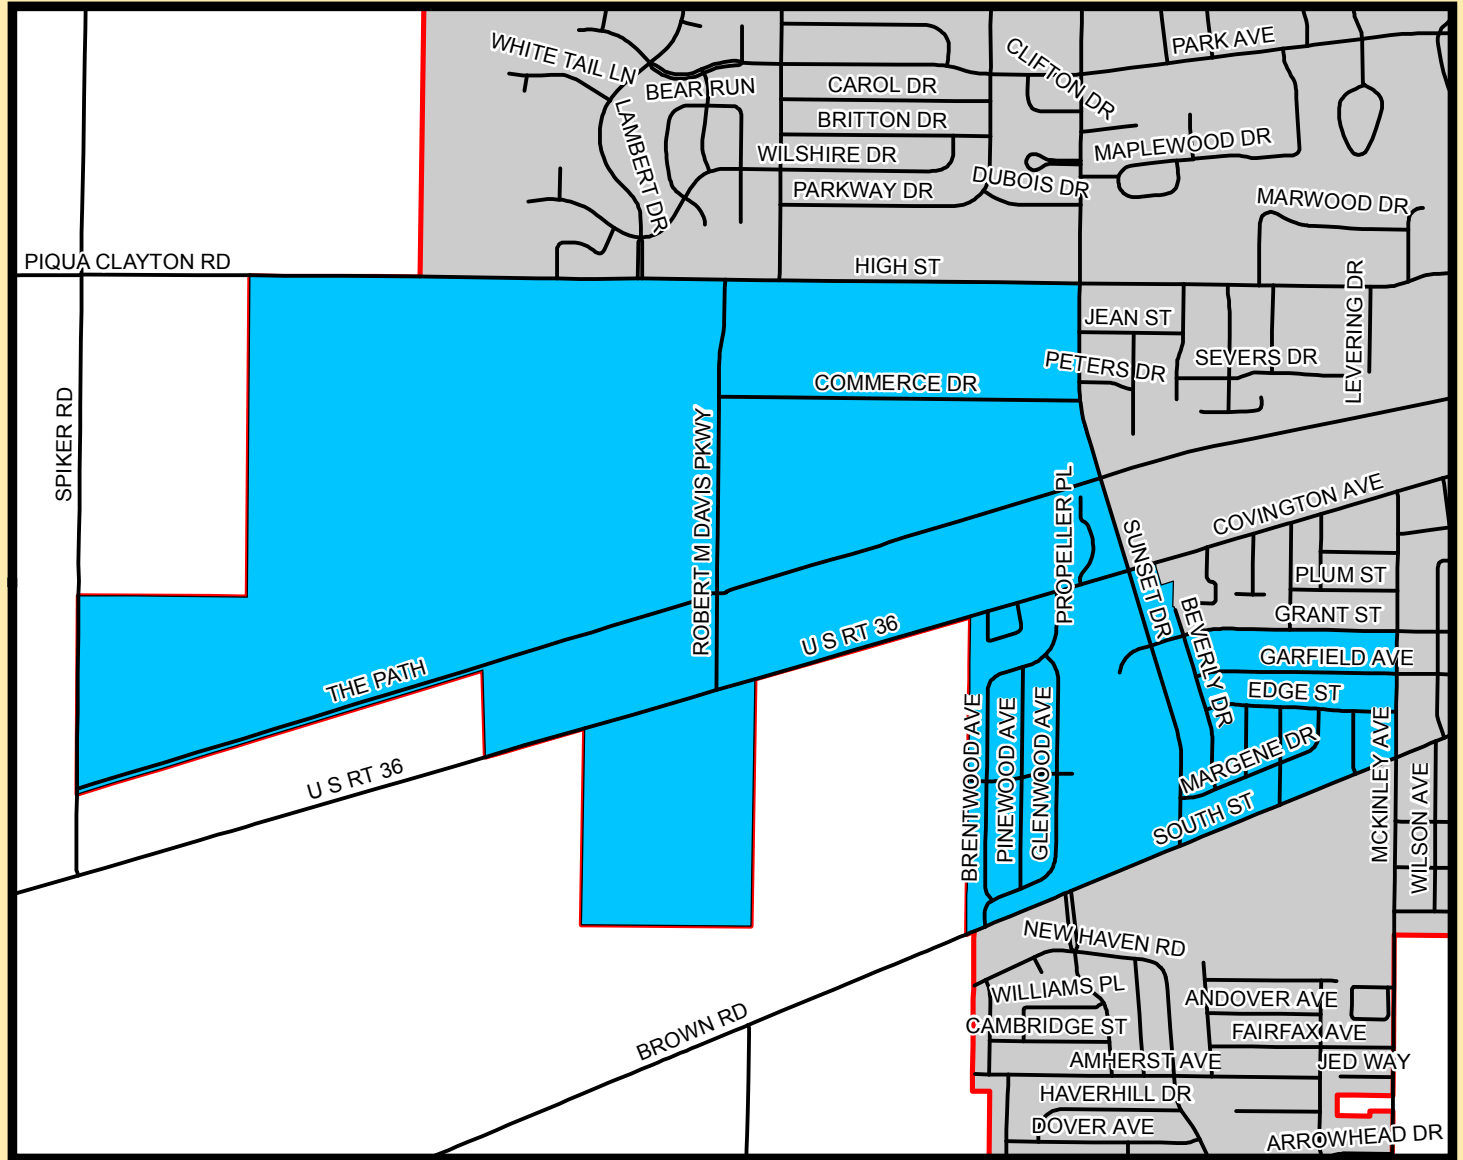 WHITE TAIL LN
BEAR RUN
LAMBERT DR
CAROL DR
BRITTON DR
WILSHIRE DR
PARKWAY DR
CLIFTON DR
PARK AVE
MAPLEWOOD DR
DUBOIS DR
MARWOOD DR
PIQUA CLAYTON RD
HIGH ST
JEAN ST
LEVERING DR
PETERS DR
SEVERS DR
COMMERCE DR
SPIKER RD
ROBERT M DAVIS PKWY
PROPELLER PL
COVINGTON AVE
SUNSET DR
PLUM ST
BEVERLY DR
GRANT ST
U S RT 36
GARFIELD AVE
THE PATH
EDGE ST
BRENTWOOD AVE
PINEWOOD AVE
GLENWOOD AVE
MARGENE DR
MCKINLEY AVE
WILSON AVE
U S RT 36
SOUTH ST
NEW HAVEN RD
WILLIAMS PL
ANDOVER AVE
BROWN RD
CAMBRIDGE ST
FAIRFAX AVE
AMHERST AVE
JED WAY
HAVERHILL DR
DOVER AVE
ARROWHEAD DR